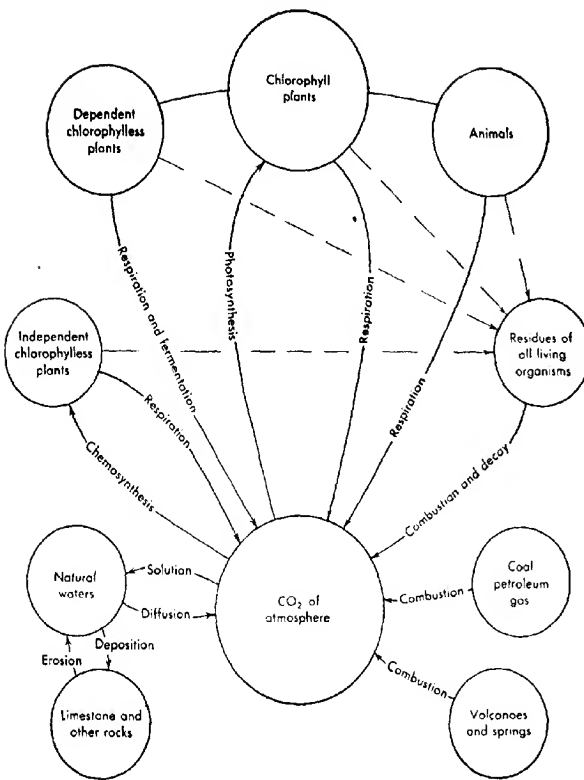 Chlorophyll
plants
Dependent
chlorophylless
plants
Animals
Respiration and fermentation
Photosynthesis
Respiration
Respiration
Independent
chlorophylless
plants
Residues of
all living
organisms
Respiration
Chemosynthesis
Combustion and decay
Natural
waters
Solution
Diffusion
CO₂ of
atmosphere
Combustion
Coal
petroleum
gas
Erosion
Deposition
Combustion
Limestone and
other rocks
Volcanoes
and springs